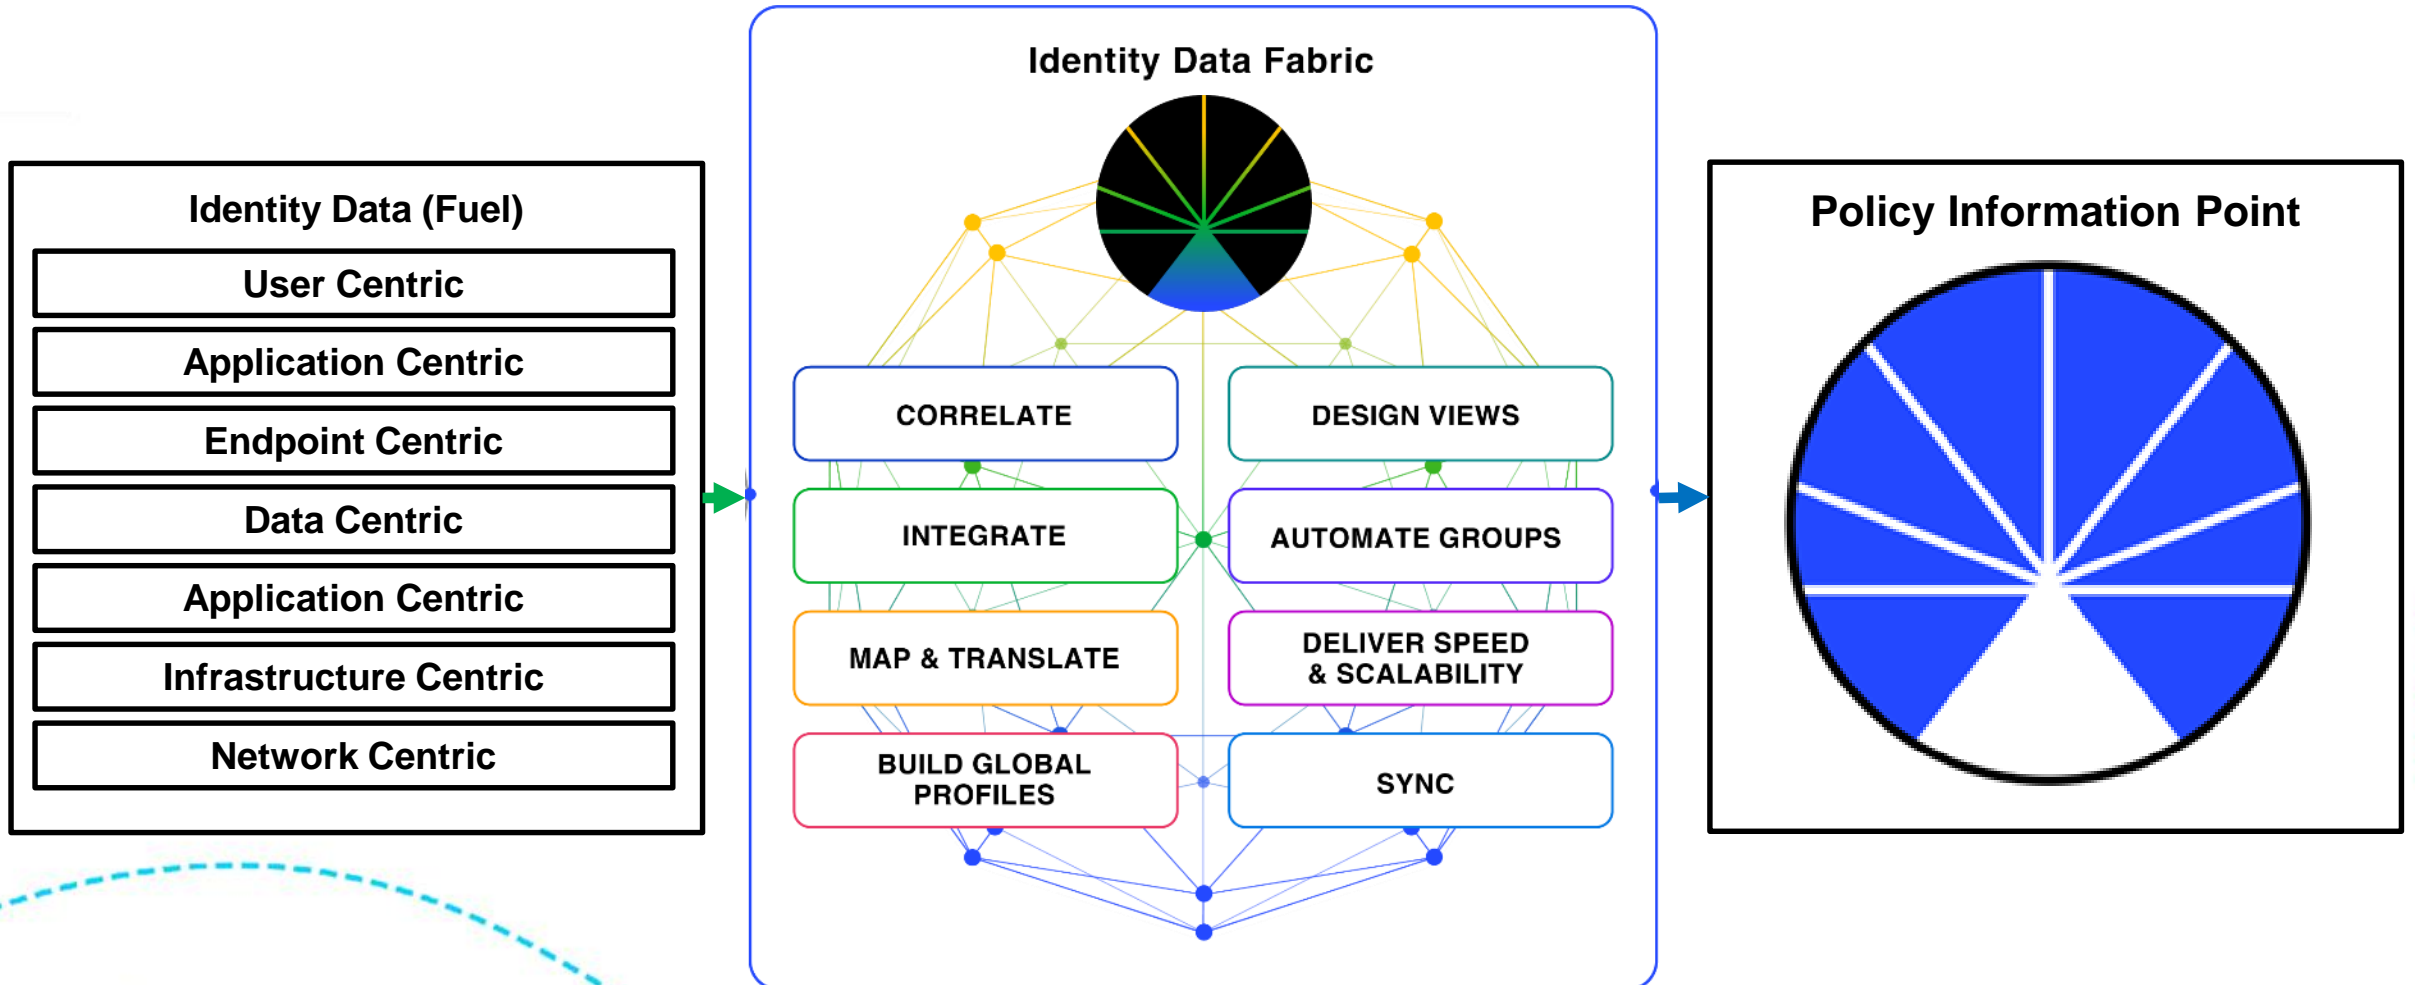 Identity Data (Fuel)
User Centric
Application Centric
Endpoint Centric
Data Centric
Application Centric
Infrastructure Centric
Network Centric
Identity Data Fabric
CORRELATE
DESIGN VIEWS
INTEGRATE
AUTOMATE GROUPS
MAP & TRANSLATE
DELIVER SPEED
& SCALABILITY
BUILD GLOBAL
PROFILES
SYNC
Policy Information Point